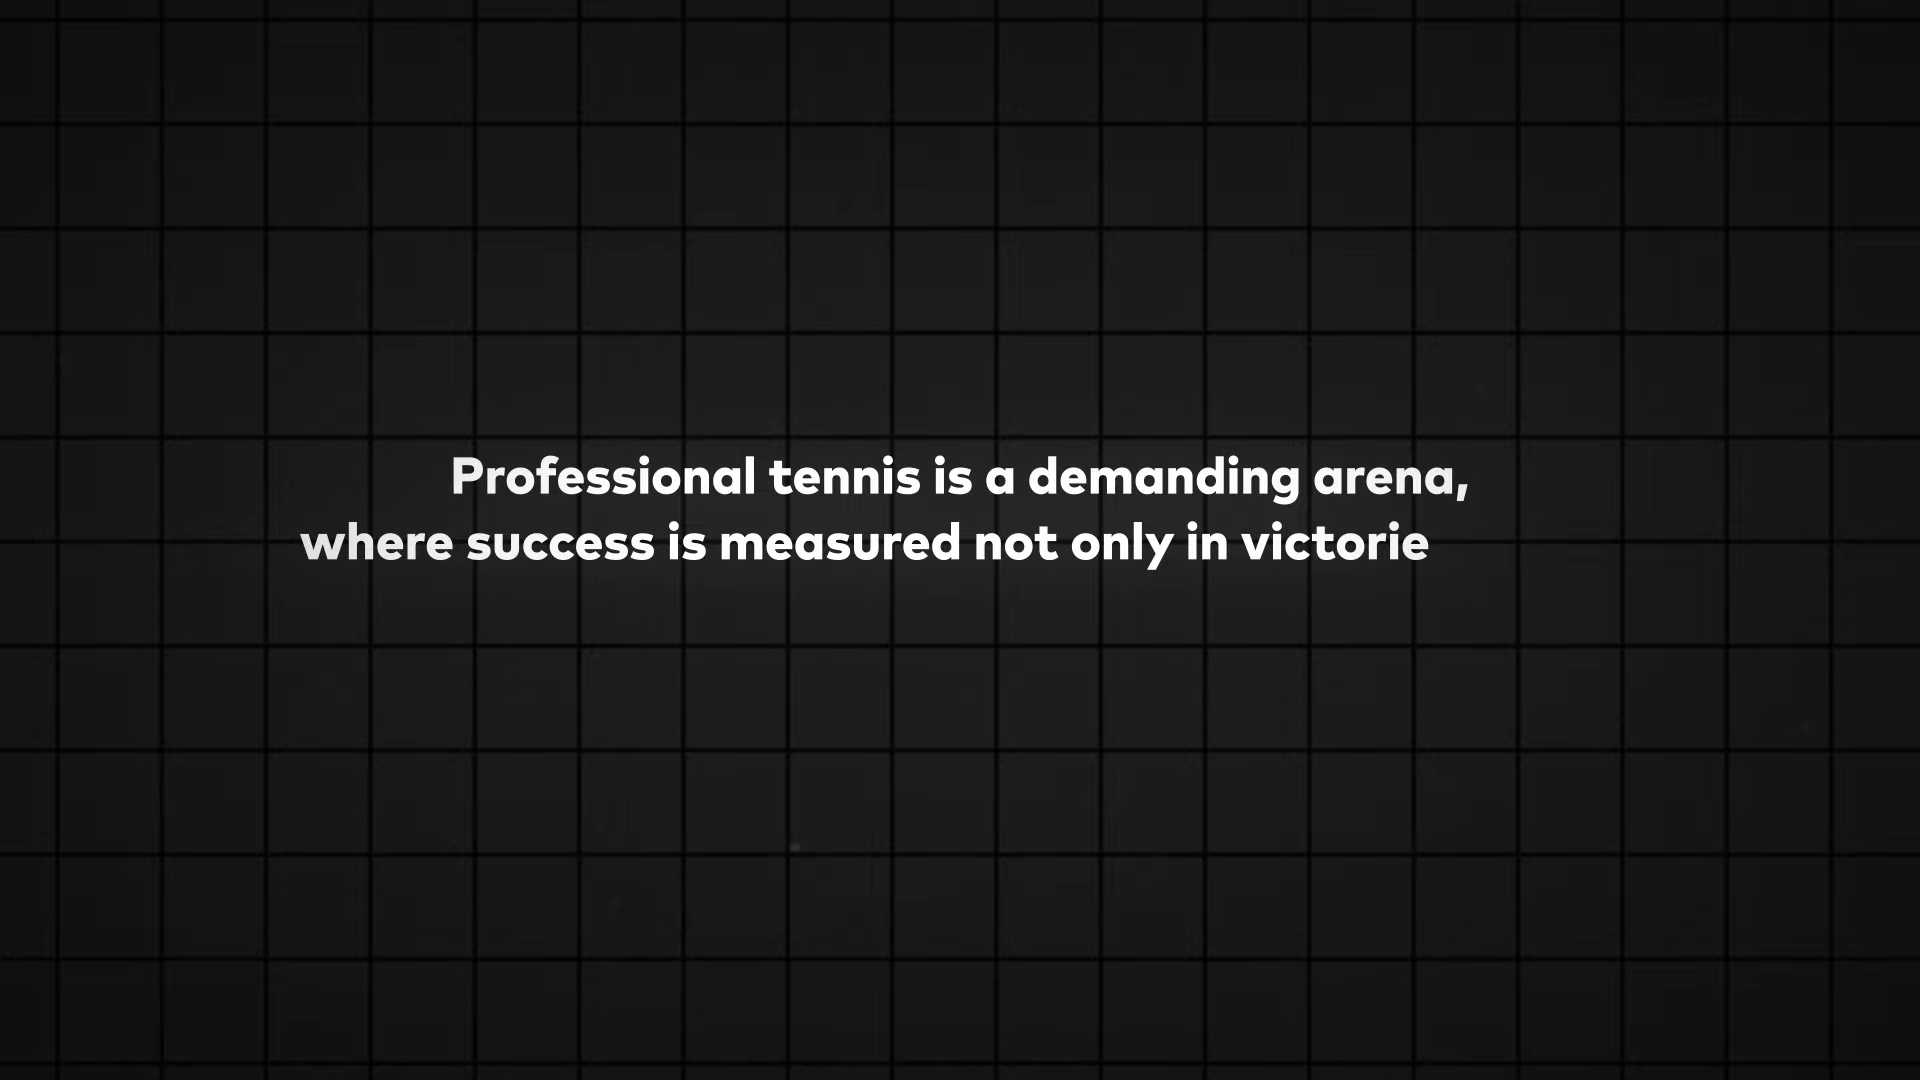 Professional tennis is a demanding arena,
where success is measured not only in victorie